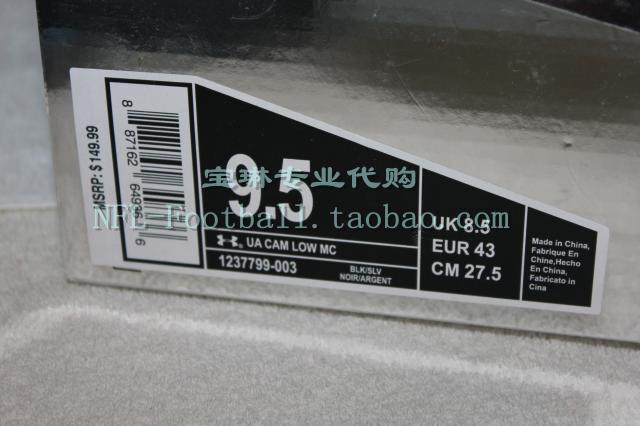 MSRP: $149.99
8 87162 64936 6
9.5
宝琳专业代购
NFL-Football.taobao.com
UA CAM LOW MC
1237799-003
BLK/SLV
NOIR/ARGENT
UK 8.5
EUR 43
CM 27.5
Made in China,
Fabrique En
Chine,Hecho
En China,
Fabricato in
Cina